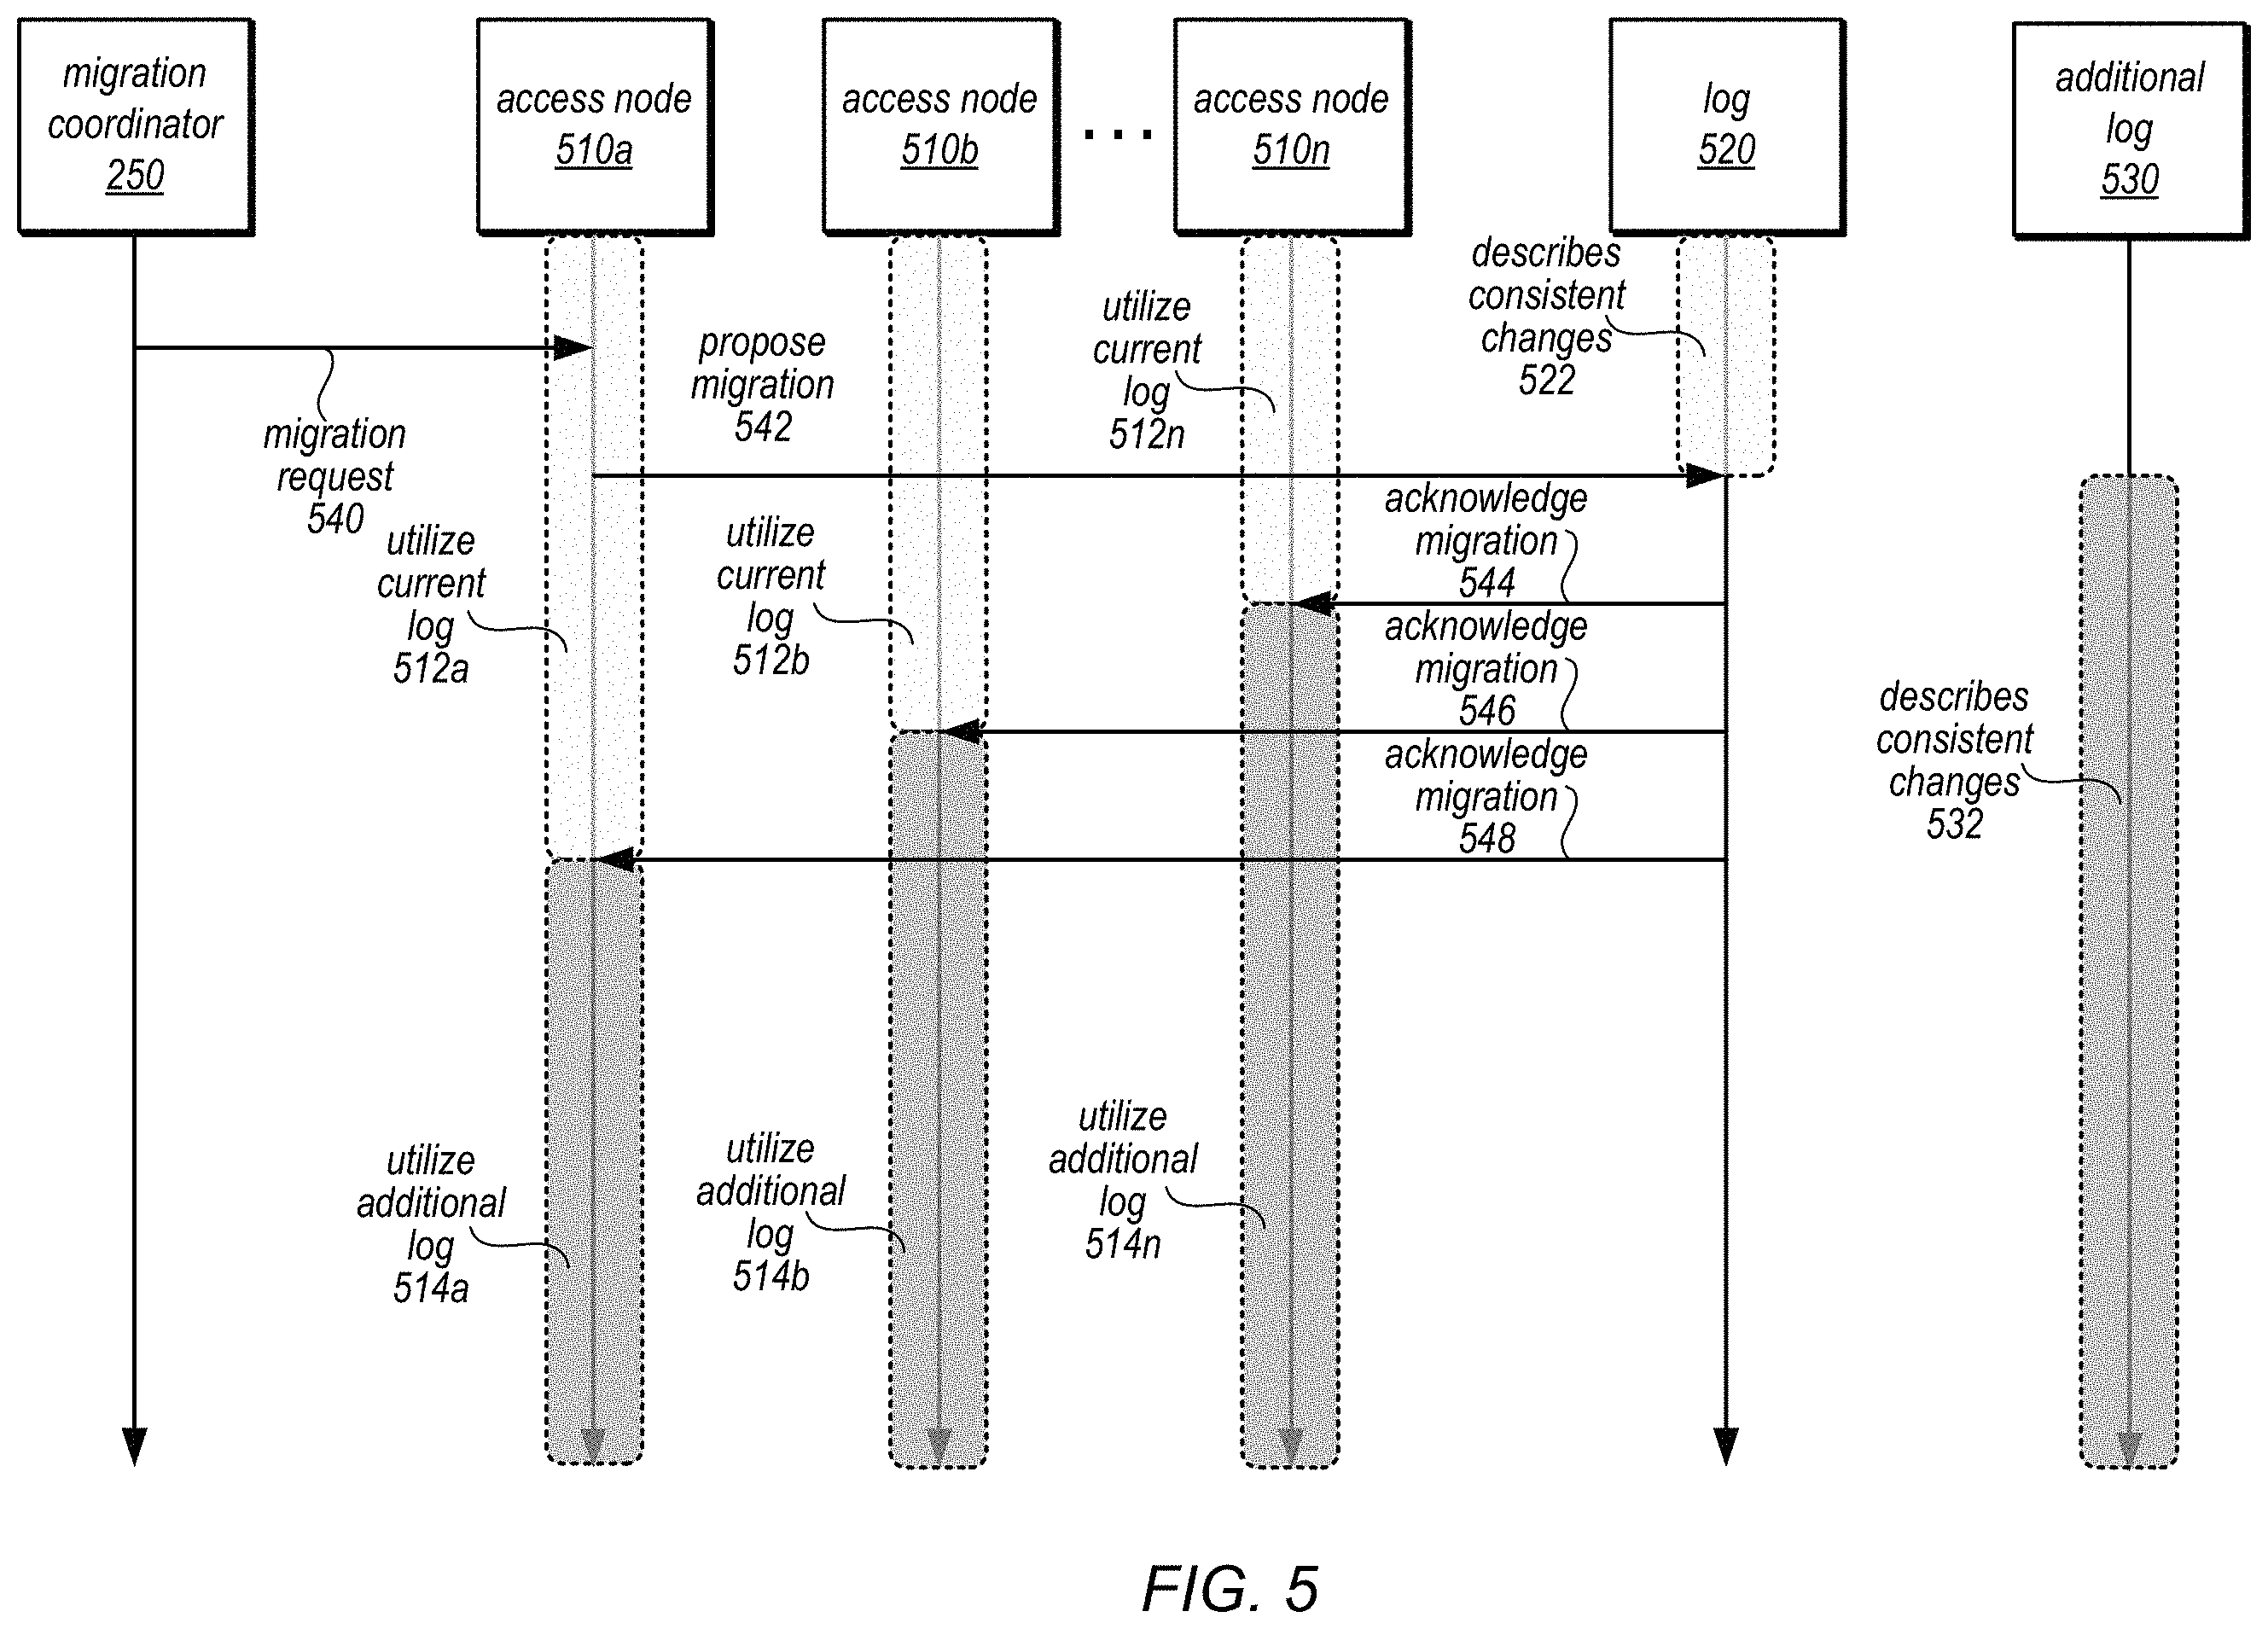 migration
coordinator
250
access node
510a
access node
510b
...
access node
510n
log
520
additional
log
530
describes
consistent
changes
522
utilize
current
log
512n
propose
migration
542
migration
request
540
utilize
current
log
512a
utilize
current
log
512b
acknowledge
migration
544
acknowledge
migration
546
acknowledge
migration
548
describes
consistent
changes
532
utilize
additional
log
514a
utilize
additional
log
514b
utilize
additional
log
514n
FIG. 5